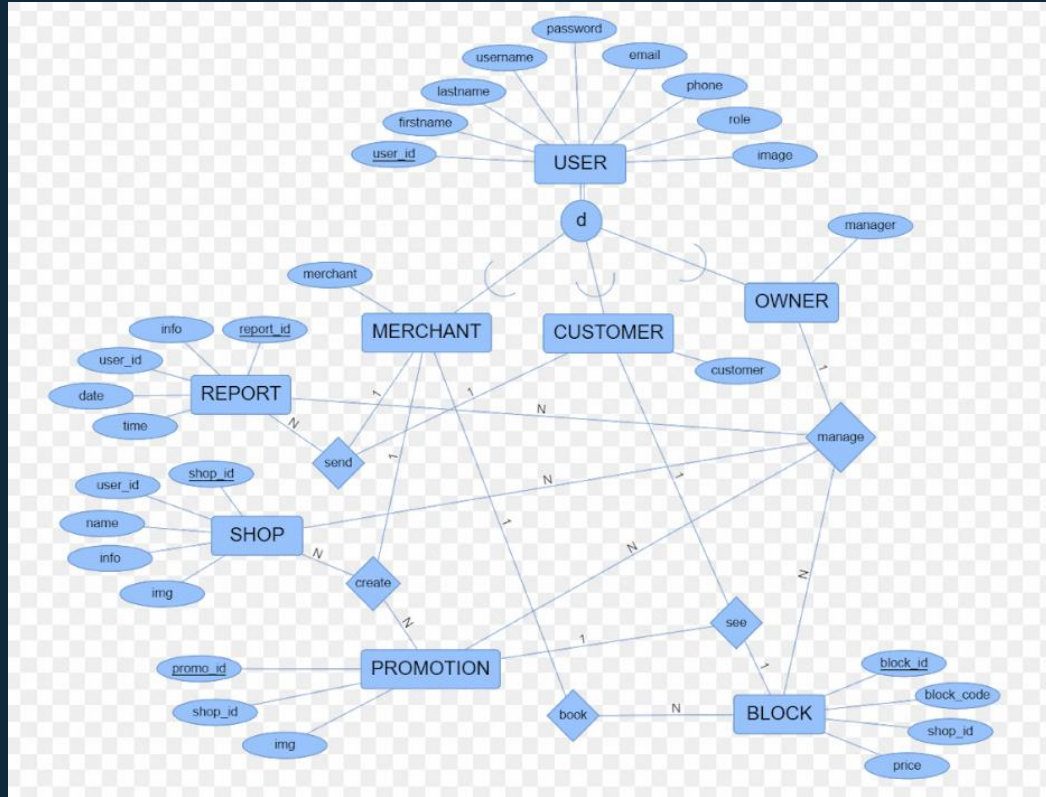 password
username
email
lastname
phone
firstname
role
user_id
USER
image
d
manager
merchant
OWNER
MERCHANT
CUSTOMER
info
report_id
user_id
customer
REPORT
1
1
1
date
N
N
time
manage
send
shop_id
1
1
user_id
N
name
SHOP
1
info
N
N
create
N
img
N
see
1
PROMOTION
promo_id
1
block_id
block_code
shop_id
book
N
BLOCK
shop_id
img
price